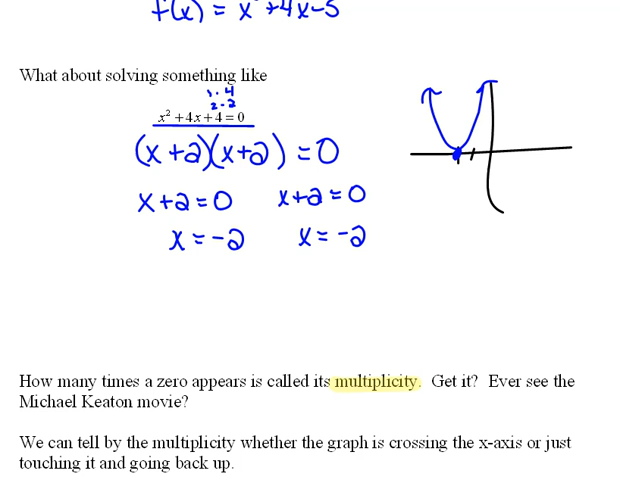 f(x) = x² + 4x - 5
What about solving something like
1 · 4
2 · 2
x² + 4x + 4 = 0
(x + 2)(x + 2) = 0
x + 2 = 0 x + 2 = 0
x = -2 x = -2
How many times a zero appears is called its multiplicity. Get it? Ever see the
Michael Keaton movie?
We can tell by the multiplicity whether the graph is crossing the x-axis or just
touching it and going back up.